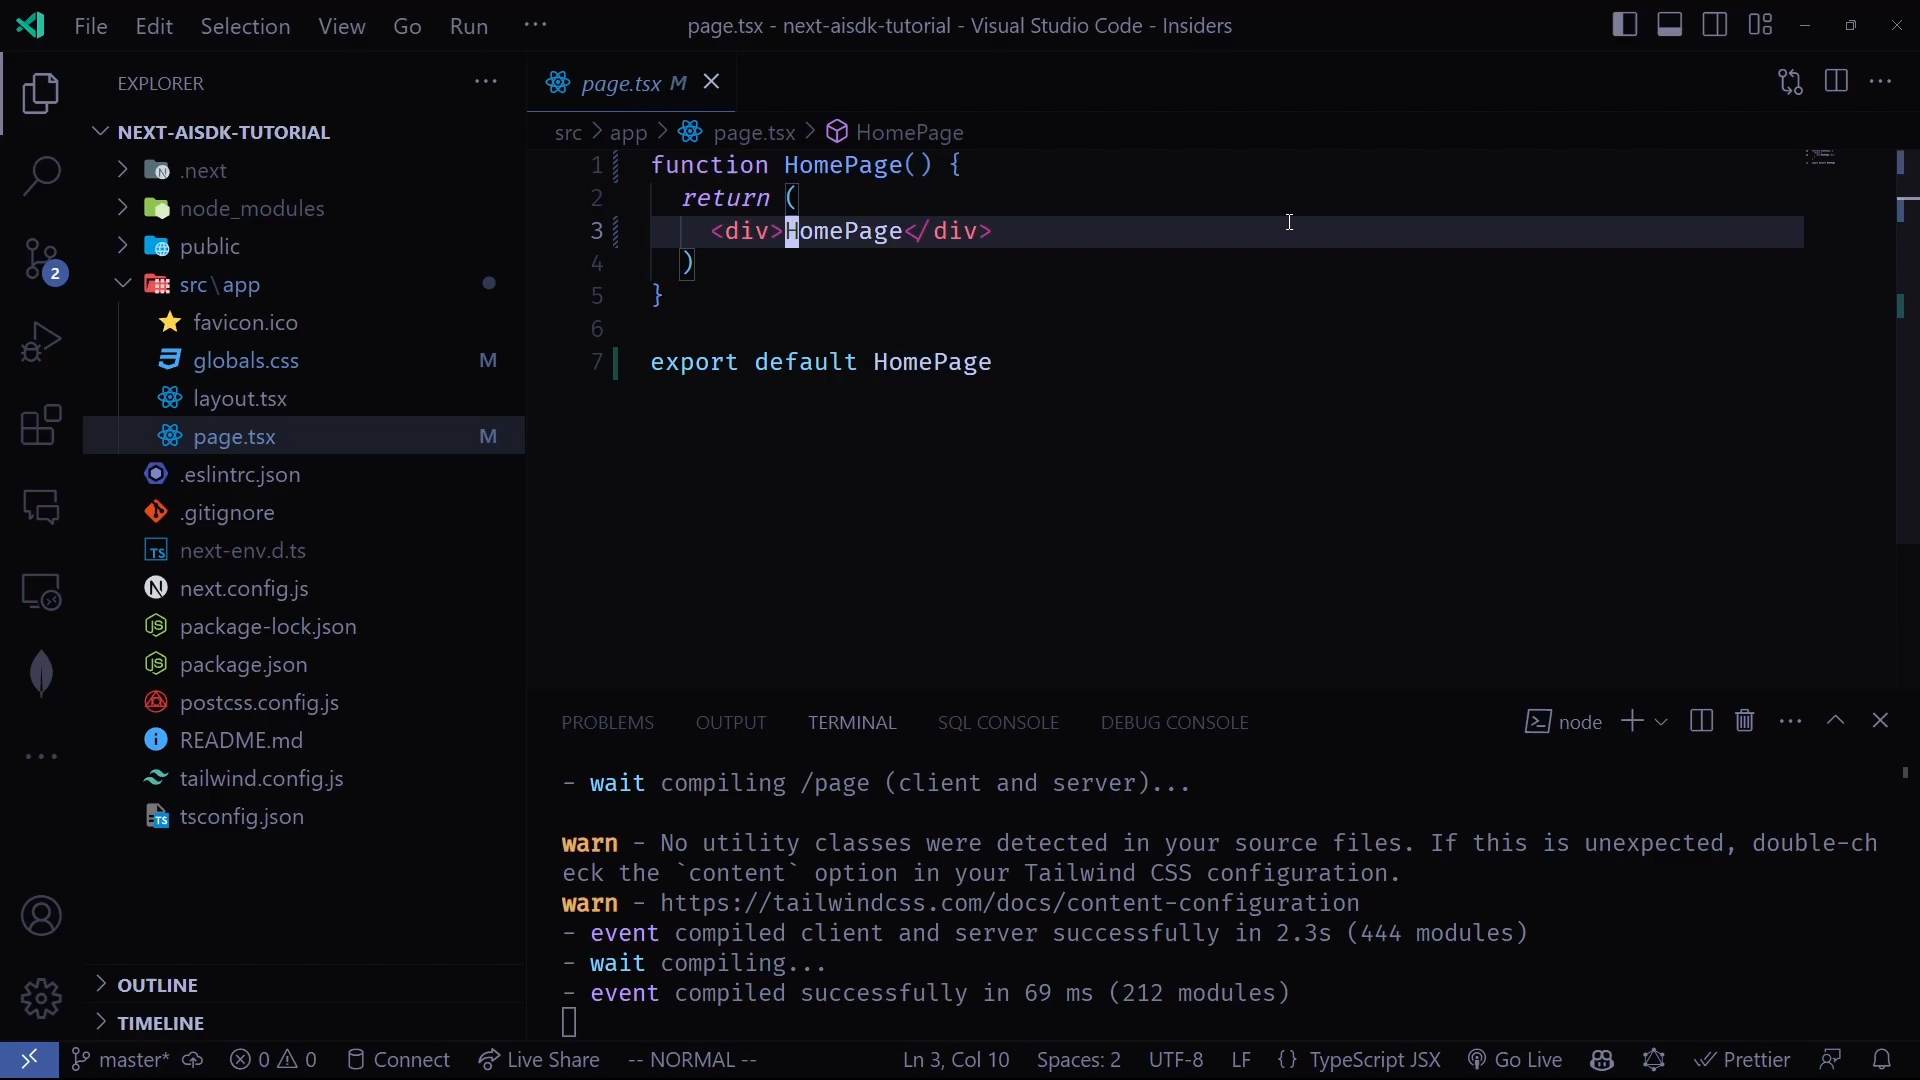 File Edit Selection View Go Run ···
page.tsx - next-aisdk-tutorial - Visual Studio Code - Insiders
EXPLORER
NEXT-AISDK-TUTORIAL
.next
node_modules
public
src\app
favicon.ico
globals.css M
layout.tsx
page.tsx M
.eslintrc.json
.gitignore
next-env.d.ts
next.config.js
package-lock.json
package.json
postcss.config.js
README.md
tailwind.config.js
tsconfig.json
OUTLINE
TIMELINE
2
page.tsx M
src > app > page.tsx > HomePage
1 function HomePage() {
2 return (
3 <div>HomePage</div>
4 )
5 }
6
7 export default HomePage
PROBLEMS OUTPUT TERMINAL SQL CONSOLE DEBUG CONSOLE
node
- wait compiling /page (client and server)...
warn - No utility classes were detected in your source files. If this is unexpected, double-ch
eck the `content` option in your Tailwind CSS configuration.
warn - https://tailwindcss.com/docs/content-configuration
- event compiled client and server successfully in 2.3s (444 modules)
- wait compiling...
- event compiled successfully in 69 ms (212 modules)
master* 0 0 Connect Live Share -- NORMAL -- Ln 3, Col 10 Spaces: 2 UTF-8 LF {} TypeScript JSX Go Live Prettier